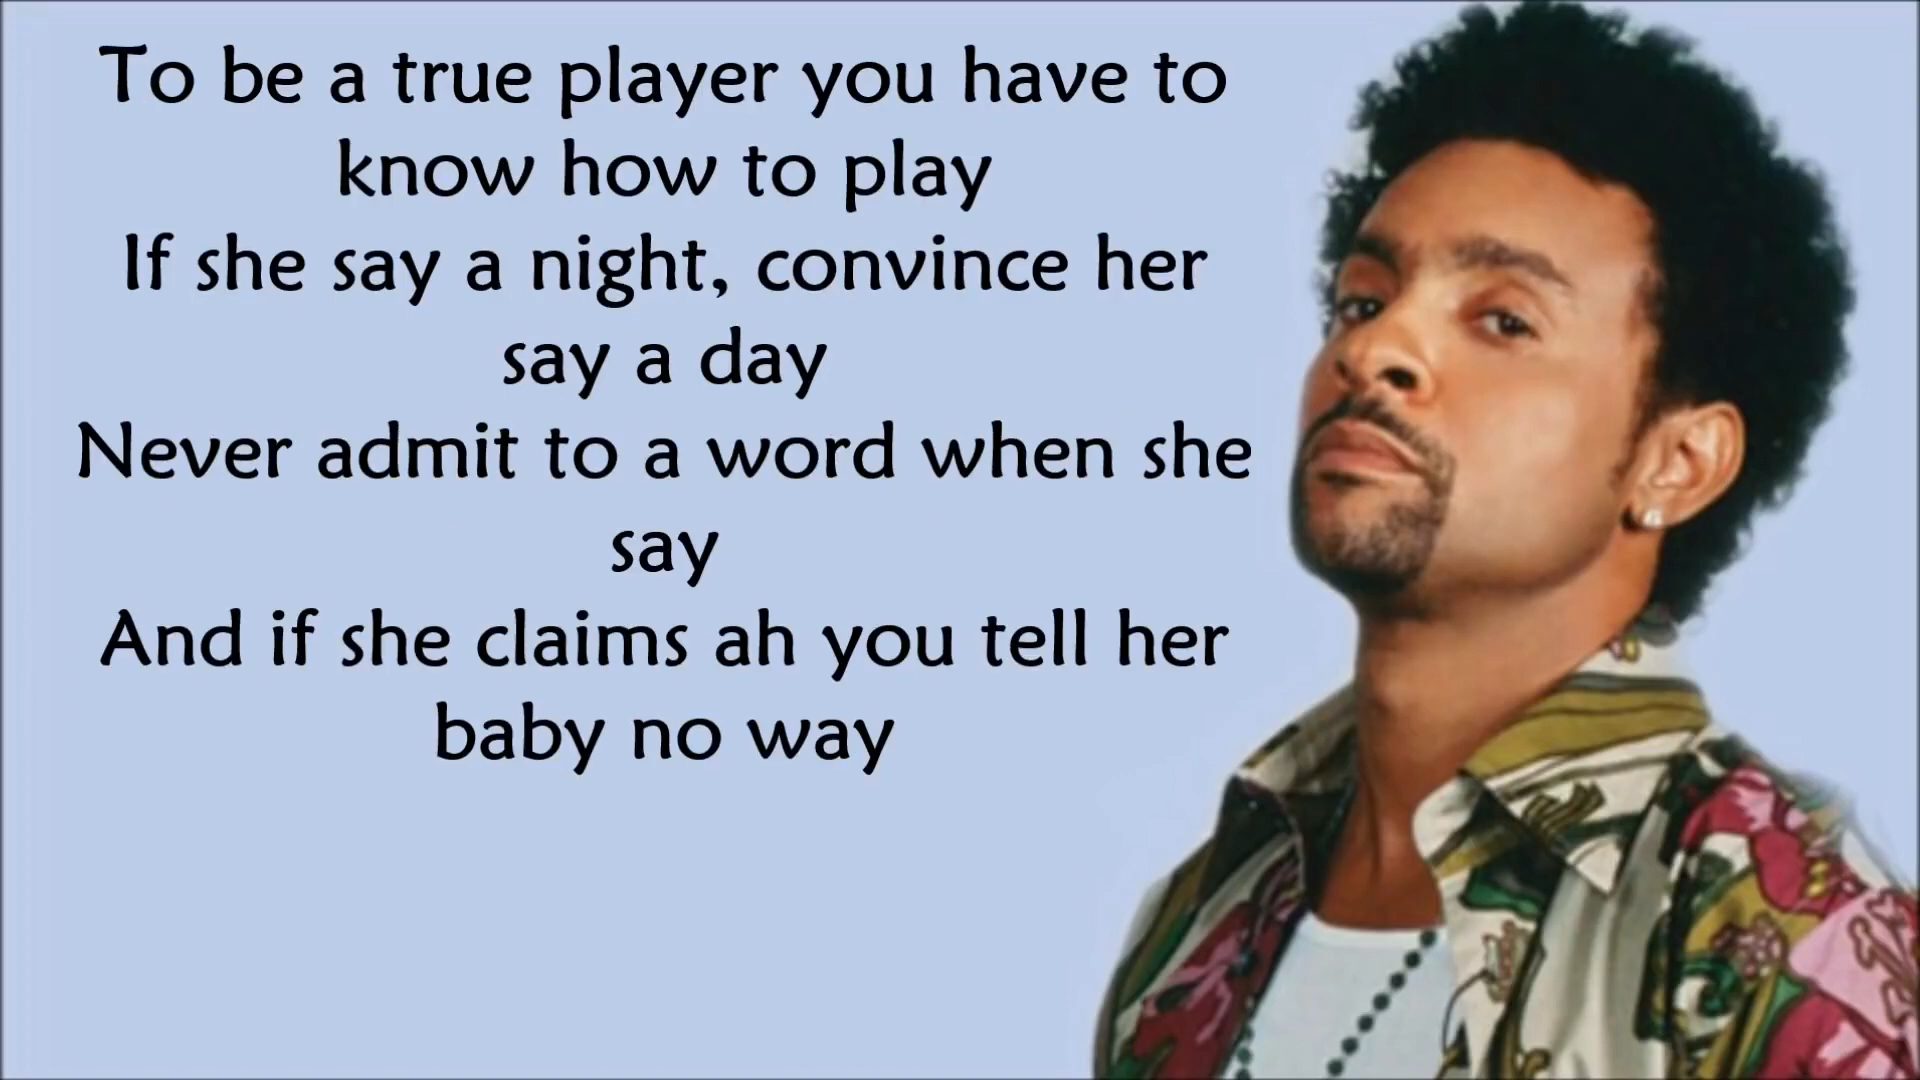 To be a true player you have to
know how to play
If she say a night, convince her
say a day
Never admit to a word when she
say
And if she claims ah you tell her
baby no way